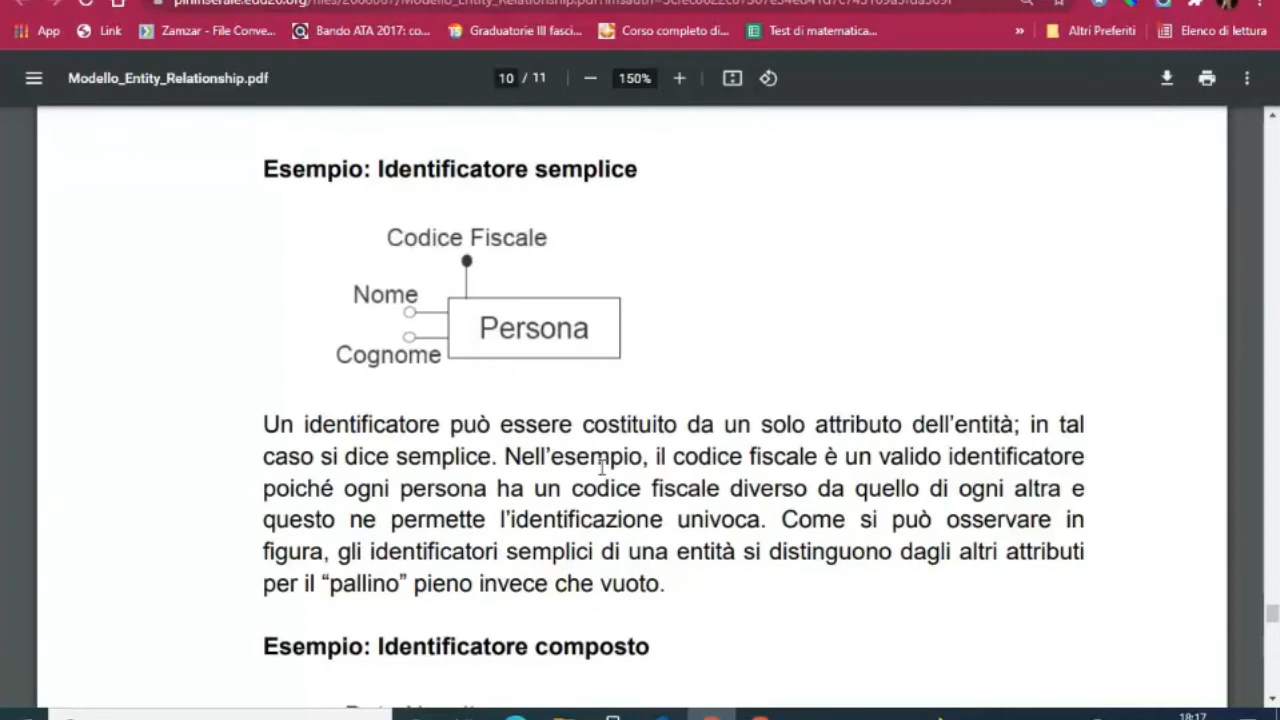 App Link Zamzar - File Conve... Bando ATA 2017: co... Graduatorie III fasci... Corso completo di... Test di matematica... » Altri Preferiti Elenco di lettura
Modello_Entity_Relationship.pdf 10 / 11 150%
Esempio: Identificatore semplice
Codice Fiscale
Nome
Persona
Cognome
Un identificatore può essere costituito da un solo attributo dell'entità; in tal
caso si dice semplice. Nell'esempio, il codice fiscale è un valido identificatore
poiché ogni persona ha un codice fiscale diverso da quello di ogni altra e
questo ne permette l'identificazione univoca. Come si può osservare in
figura, gli identificatori semplici di una entità si distinguono dagli altri attributi
per il “pallino” pieno invece che vuoto.
Esempio: Identificatore composto
18:17